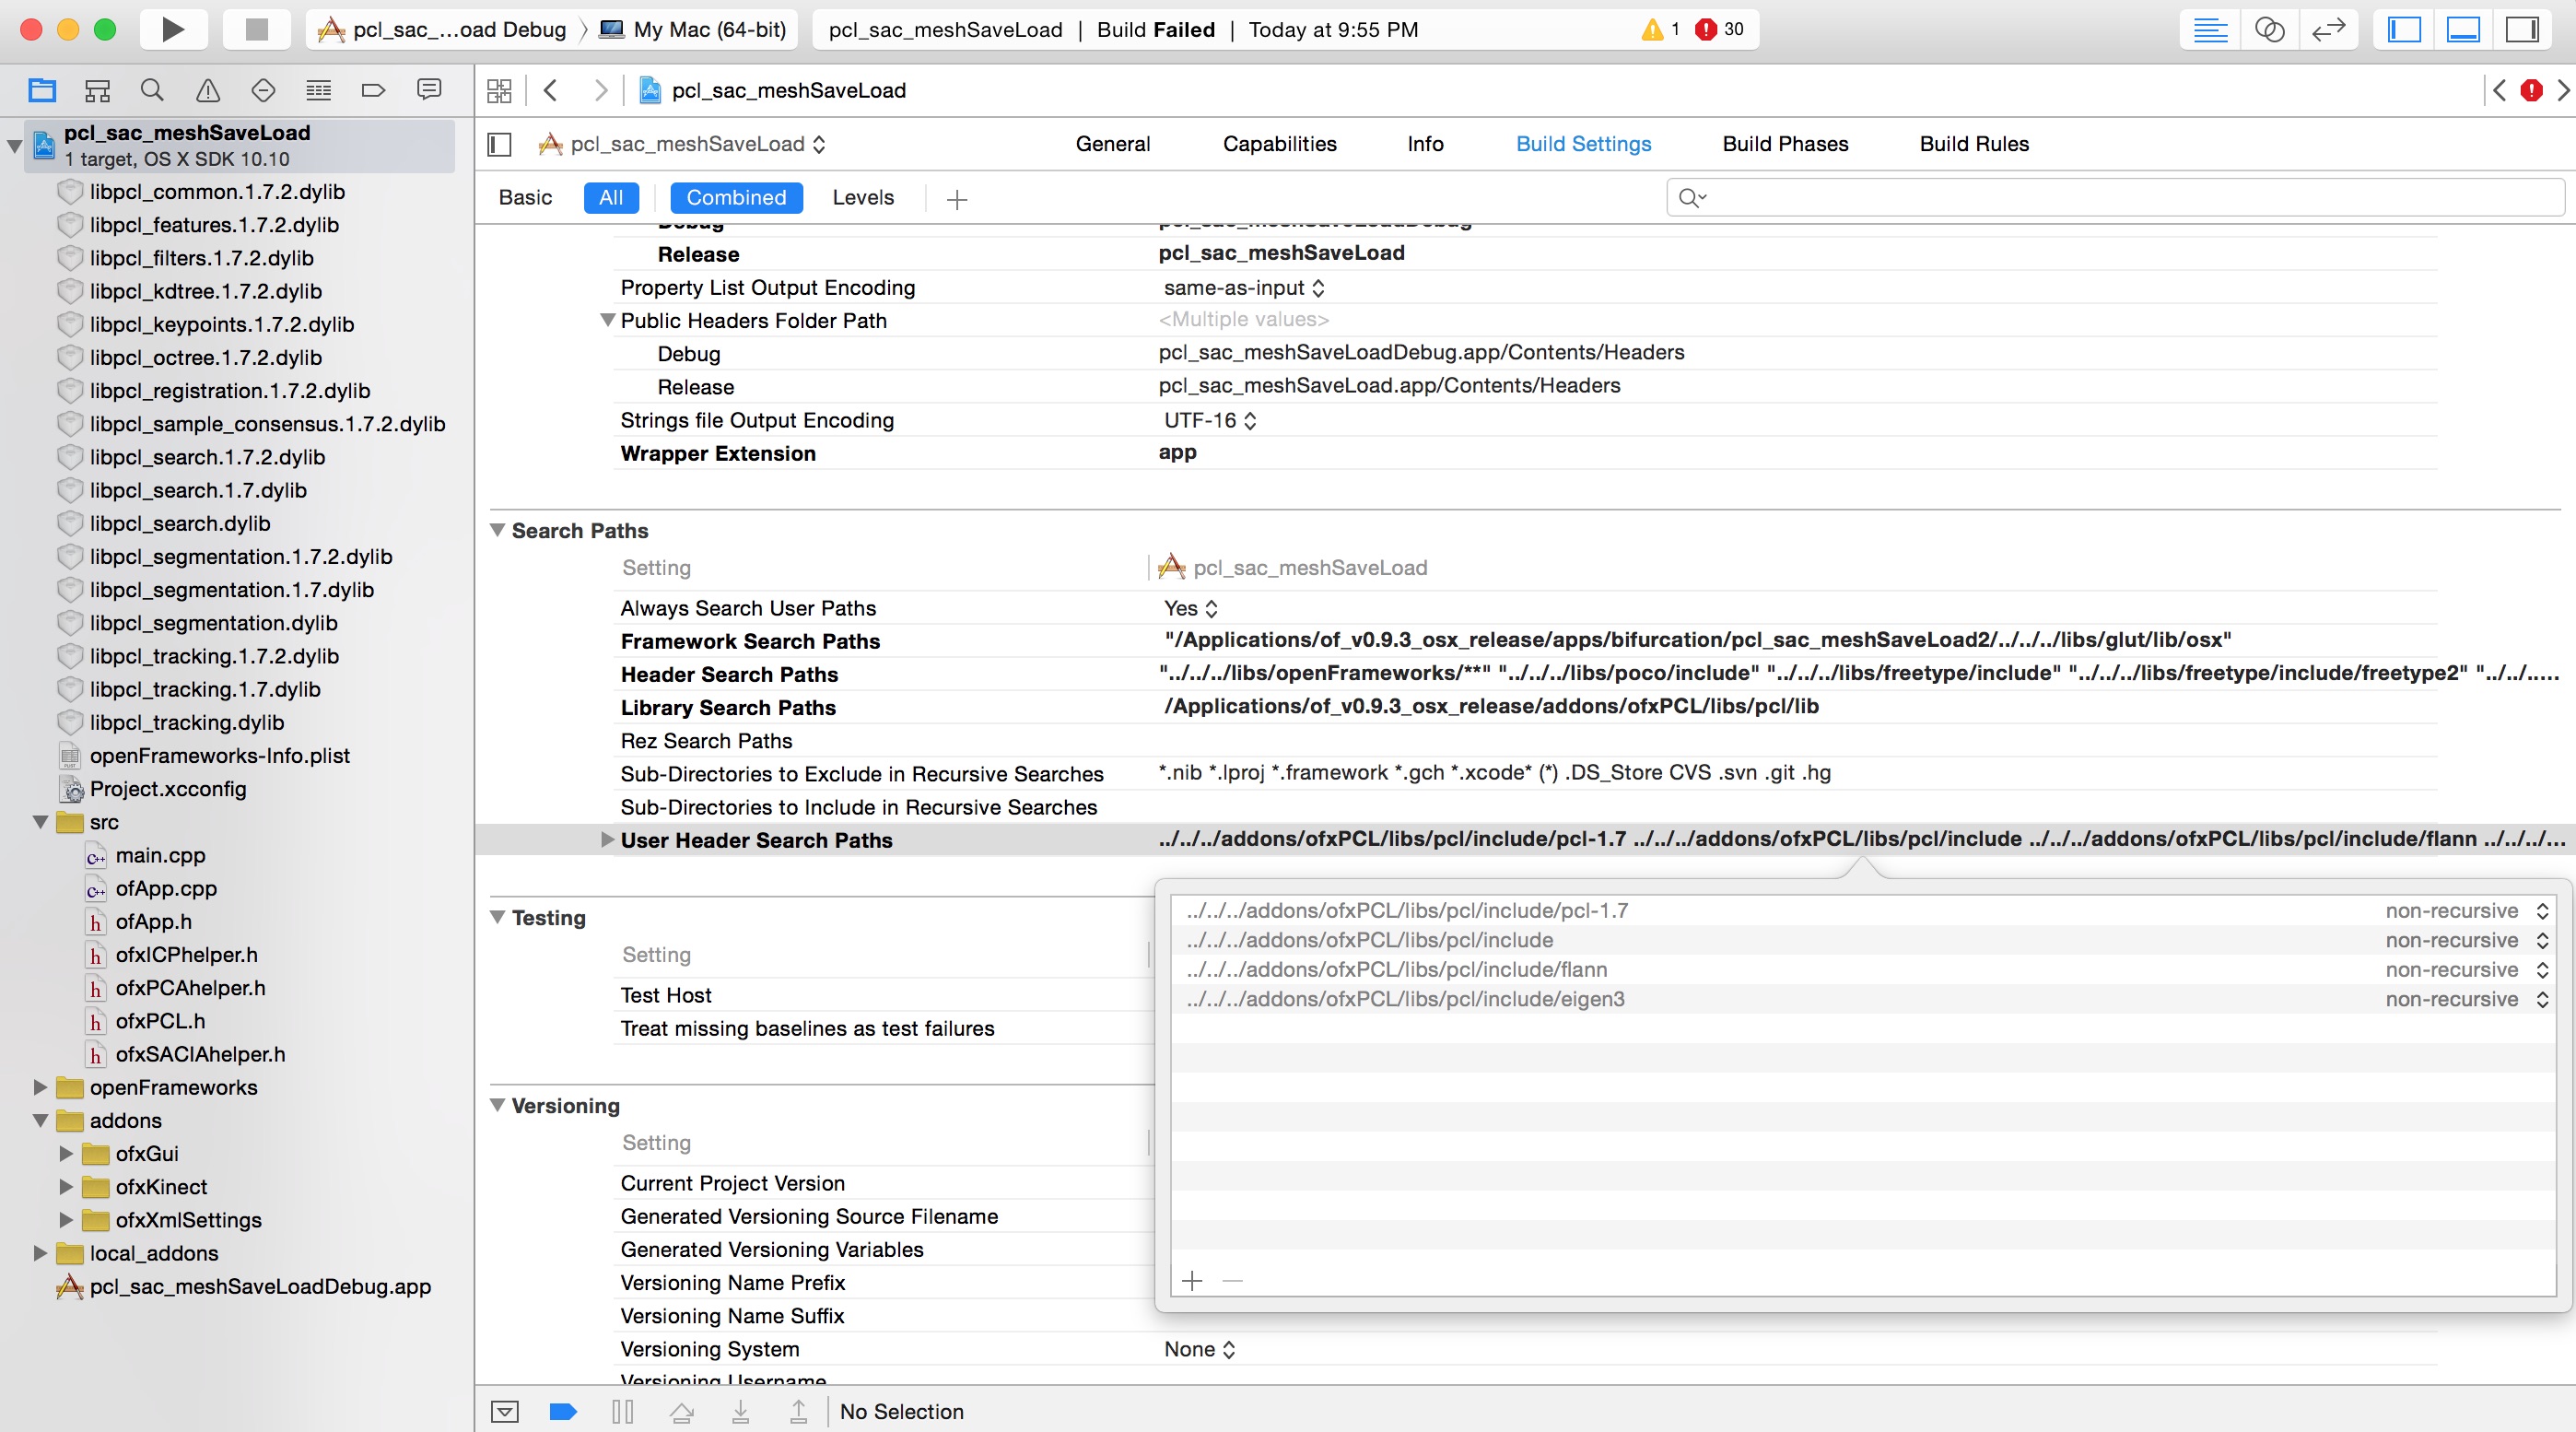 pcl_sac_...oad Debug My Mac (64-bit) pcl_sac_meshSaveLoad | Build Failed | Today at 9:55 PM 1 30
pcl_sac_meshSaveLoad
1 target, OS X SDK 10.10
libpcl_common.1.7.2.dylib
libpcl_features.1.7.2.dylib
libpcl_filters.1.7.2.dylib
libpcl_kdtree.1.7.2.dylib
libpcl_keypoints.1.7.2.dylib
libpcl_octree.1.7.2.dylib
libpcl_registration.1.7.2.dylib
libpcl_sample_consensus.1.7.2.dylib
libpcl_search.1.7.2.dylib
libpcl_search.1.7.dylib
libpcl_search.dylib
libpcl_segmentation.1.7.2.dylib
libpcl_segmentation.1.7.dylib
libpcl_segmentation.dylib
libpcl_tracking.1.7.2.dylib
libpcl_tracking.1.7.dylib
libpcl_tracking.dylib
openFrameworks-Info.plist
Project.xcconfig
src
main.cpp
ofApp.cpp
ofApp.h
ofxICPhelper.h
ofxPCAhelper.h
ofxPCL.h
ofxSACIAhelper.h
openFrameworks
addons
ofxGui
ofxKinect
ofxXmlSettings
local_addons
pcl_sac_meshSaveLoadDebug.app
pcl_sac_meshSaveLoad
pcl_sac_meshSaveLoad General Capabilities Info Build Settings Build Phases Build Rules
Basic All Combined Levels
Debug pcl_sac_meshSaveLoadDebug
Release pcl_sac_meshSaveLoad
Property List Output Encoding same-as-input
Public Headers Folder Path <Multiple values>
Debug pcl_sac_meshSaveLoadDebug.app/Contents/Headers
Release pcl_sac_meshSaveLoad.app/Contents/Headers
Strings file Output Encoding UTF-16
Wrapper Extension app
Search Paths
Setting pcl_sac_meshSaveLoad
Always Search User Paths Yes
Framework Search Paths "/Applications/of_v0.9.3_osx_release/apps/bifurcation/pcl_sac_meshSaveLoad2/../../../libs/glut/lib/osx"
Header Search Paths "../../../libs/openFrameworks/**" "../../../libs/poco/include" "../../../libs/freetype/include" "../../../libs/freetype/include/freetype2" "../../.....
Library Search Paths /Applications/of_v0.9.3_osx_release/addons/ofxPCL/libs/pcl/lib
Rez Search Paths
Sub-Directories to Exclude in Recursive Searches *.nib *.lproj *.framework *.gch *.xcode* (*) .DS_Store CVS .svn .git .hg
Sub-Directories to Include in Recursive Searches
User Header Search Paths ../../../addons/ofxPCL/libs/pcl/include/pcl-1.7 ../../../addons/ofxPCL/libs/pcl/include ../../../addons/ofxPCL/libs/pcl/include/flann ../../../...
../../../addons/ofxPCL/libs/pcl/include/pcl-1.7 non-recursive
../../../addons/ofxPCL/libs/pcl/include non-recursive
../../../addons/ofxPCL/libs/pcl/include/flann non-recursive
../../../addons/ofxPCL/libs/pcl/include/eigen3 non-recursive
Testing
Setting
Test Host
Treat missing baselines as test failures
Versioning
Setting
Current Project Version
Generated Versioning Source Filename
Generated Versioning Variables
Versioning Name Prefix
Versioning Name Suffix
Versioning System None
Versioning Username
No Selection